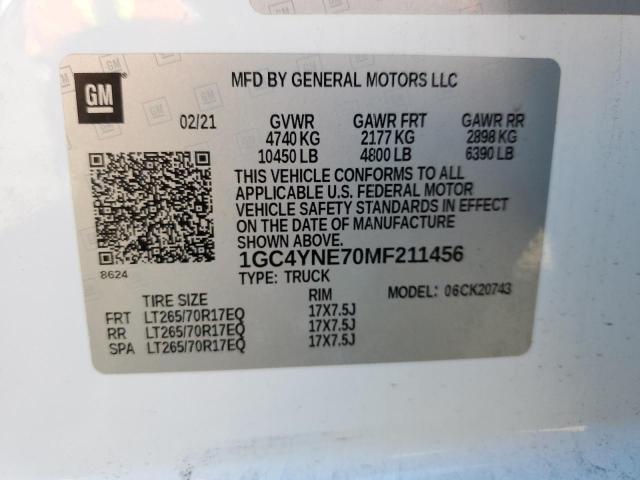 GM
MFD BY GENERAL MOTORS LLC
02/21 GVWR GAWR FRT GAWR RR
4740 KG 2177 KG 2898 KG
10450 LB 4800 LB 6390 LB
THIS VEHICLE CONFORMS TO ALL
APPLICABLE U.S. FEDERAL MOTOR
VEHICLE SAFETY STANDARDS IN EFFECT
ON THE DATE OF MANUFACTURE
SHOWN ABOVE.
1GC4YNE70MF211456
8624
TYPE: TRUCK MODEL: 06CK20743
TIRE SIZE RIM
FRT LT265/70R17EQ 17X7.5J
RR LT265/70R17EQ 17X7.5J
SPA LT265/70R17EQ 17X7.5J